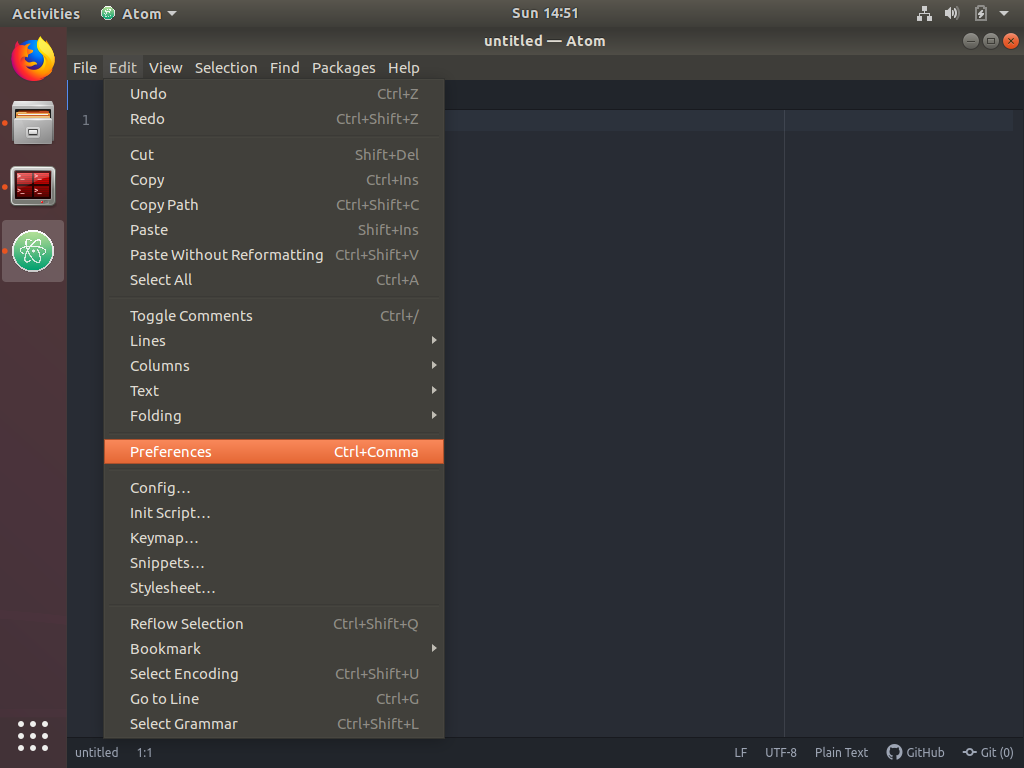 Activities Atom Sun 14:51
untitled — Atom
File Edit View Selection Find Packages Help
Undo Ctrl+Z
Redo Ctrl+Shift+Z
1
Cut Shift+Del
Copy Ctrl+Ins
Copy Path Ctrl+Shift+C
Paste Shift+Ins
Paste Without Reformatting Ctrl+Shift+V
Select All Ctrl+A
Toggle Comments Ctrl+/
Lines
Columns
Text
Folding
Preferences Ctrl+Comma
Config…
Init Script…
Keymap…
Snippets…
Stylesheet…
Reflow Selection Ctrl+Shift+Q
Bookmark
Select Encoding Ctrl+Shift+U
Go to Line Ctrl+G
Select Grammar Ctrl+Shift+L
untitled 1:1 LF UTF-8 Plain Text GitHub Git (0)